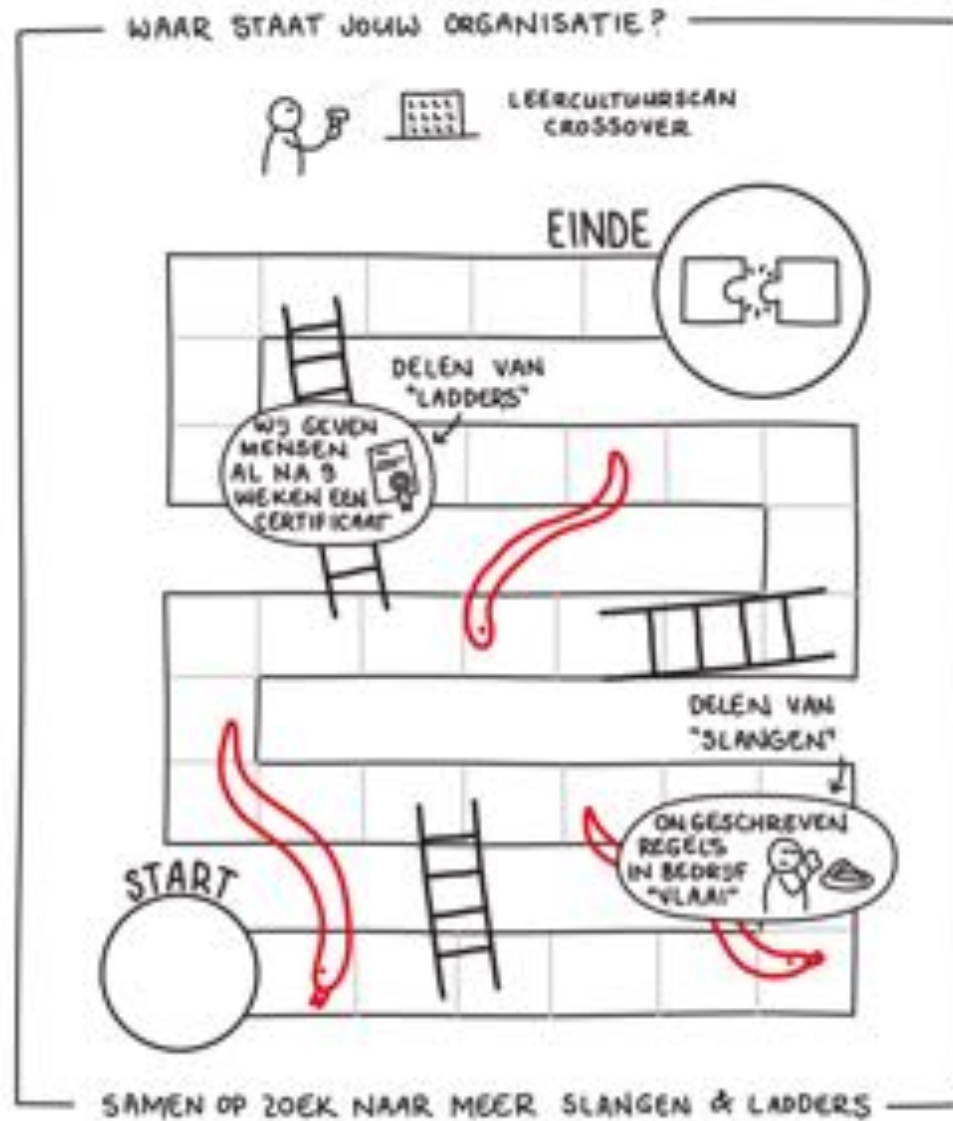 WAAR STAAT JOUW ORGANISATIE?
LEERCULTUURSCAN
CROSSOVER
EINDE
DELEN VAN
"LADDERS"
WIJ GEVEN
MENSEN
AL NA 9
WEKEN EEN
CERTIFICAAT
DELEN VAN
"SLANGEN"
ONGESCHREVEN
REGELS
IN BEDRIJF
"VLAAI"
START
SAMEN OP ZOEK NAAR MEER SLANGEN & LADDERS